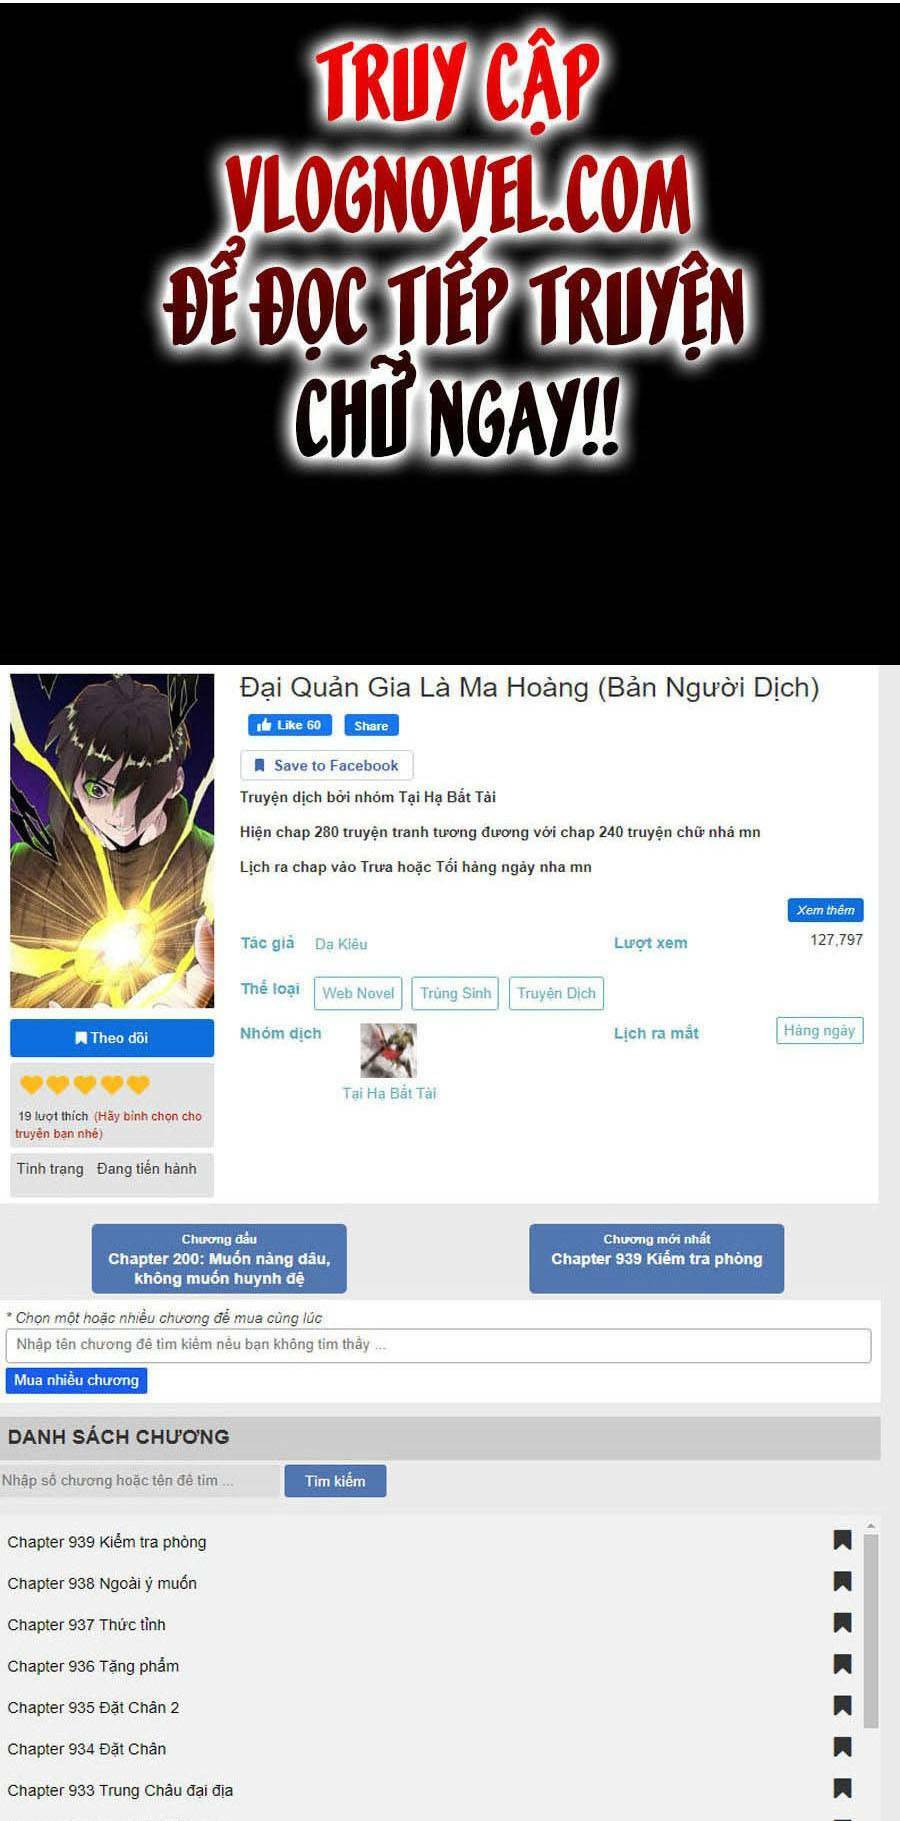 TRUY CẬP
VLOGNOVEL.COM
ĐỂ ĐỌC TIẾP TRUYỆN
CHỮ NGAY!!
Đại Quản Gia Là Ma Hoàng (Bản Người Dịch)
Like 60 Share
Save to Facebook
Truyện dịch bởi nhóm Tại Hạ Bất Tài
Hiện chap 280 truyện tranh tương đương với chap 240 truyện chữ nhá mn
Lịch ra chap vào Trưa hoặc Tối hàng ngày nha mn
Xem thêm
Tác giả Dạ Kiêu Lượt xem 127,797
Thể loại Web Novel Trùng Sinh Truyện Dịch
Nhóm dịch Lịch ra mắt Hàng ngày
Tại Hạ Bất Tài
Theo dõi
19 lượt thích (Hãy bình chọn cho
truyện bạn nhé)
Tình trạng Đang tiến hành
Chương đầu
Chapter 200: Muốn nàng dâu,
không muốn huynh đệ
Chương mới nhất
Chapter 939 Kiểm tra phòng
* Chọn một hoặc nhiều chương để mua cùng lúc
Nhập tên chương để tìm kiếm nếu bạn không tìm thấy ...
Mua nhiều chương
DANH SÁCH CHƯƠNG
Nhập số chương hoặc tên để tìm ... Tìm kiếm
Chapter 939 Kiểm tra phòng
Chapter 938 Ngoài ý muốn
Chapter 937 Thức tỉnh
Chapter 936 Tặng phẩm
Chapter 935 Đặt Chân 2
Chapter 934 Đặt Chân
Chapter 933 Trung Châu đại địa